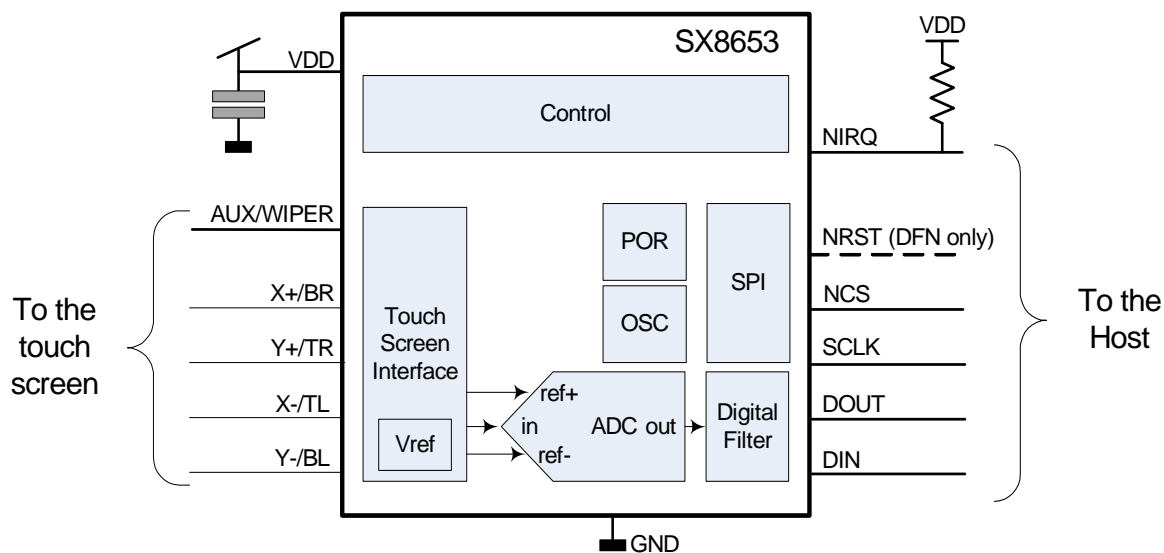 SX8653
VDD
VDD
Control
NIRQ
AUX/WIPER
NRST (DFN only)
POR
SPI
X+/BR
NCS
To the
touch
screen
Touch
Screen
Interface
OSC
To the
Host
Y+/TR
SCLK
ref+
X-/TL
in
ADC out
Digital
Filter
DOUT
Vref
ref-
Y-/BL
DIN
GND